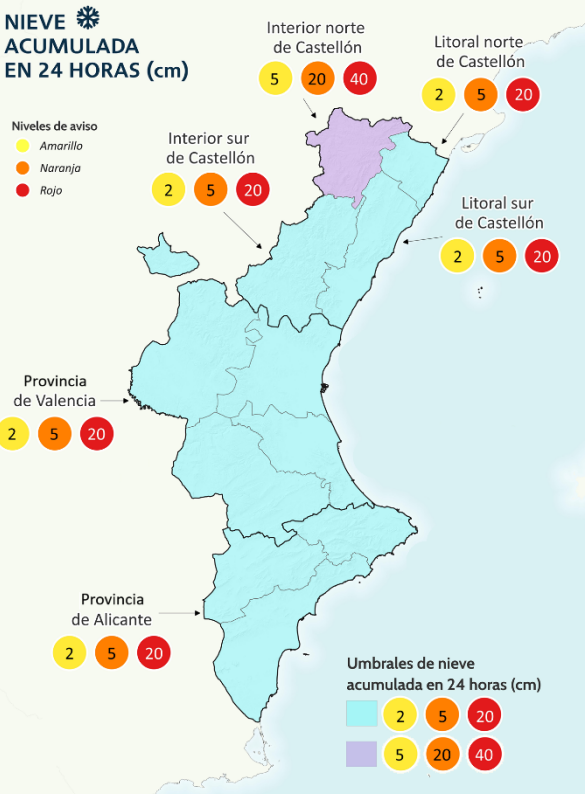 NIEVE
ACUMULADA
EN 24 HORAS (cm)
Niveles de aviso
Amarillo
Naranja
Rojo
Interior norte
de Castellón
5 20 40
Litoral norte
de Castellón
2 5 20
Interior sur
de Castellón
2 5 20
Litoral sur
de Castellón
2 5 20
Provincia
de Valencia
2 5 20
Provincia
de Alicante
2 5 20
Umbrales de nieve
acumulada en 24 horas (cm)
2 5 20
5 20 40